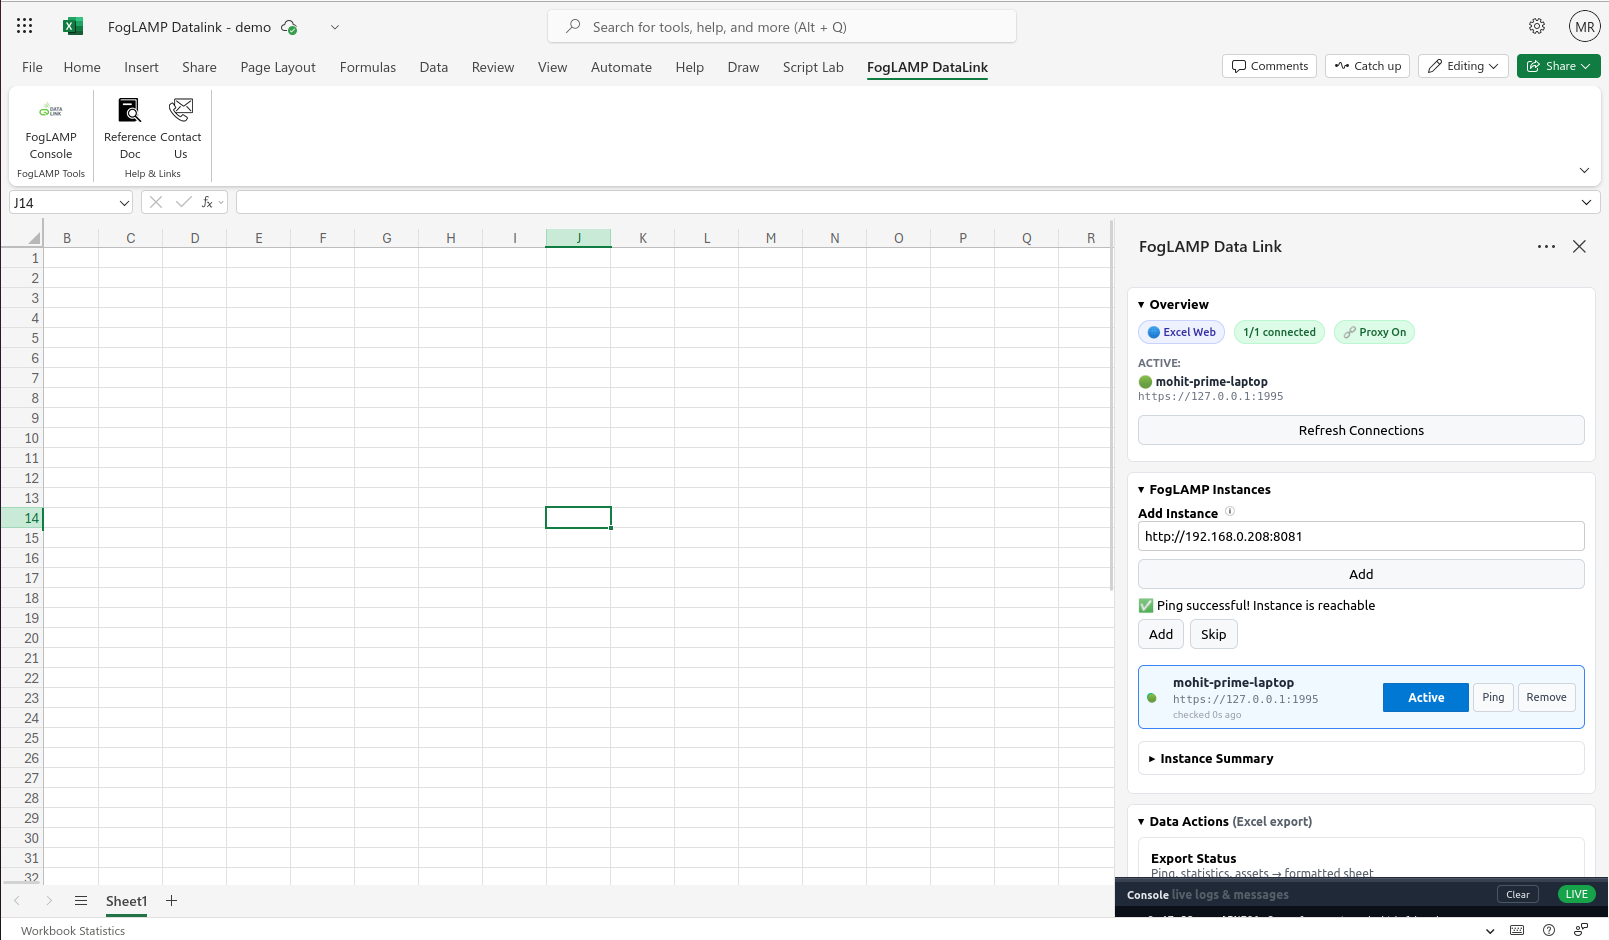 FogLAMP Datalink - demo
Search for tools, help, and more (Alt + Q)
MR
File Home Insert Share Page Layout Formulas Data Review View Automate Help Draw Script Lab FogLAMP DataLink
Comments Catch up Editing Share
DATA
LINK
FogLAMP
Console
FogLAMP Tools
Reference
Doc
Contact
Us
Help & Links
J14
fx
B C D E F G H I J K L M N O P Q R
1
2
3
4
5
6
7
8
9
10
11
12
13
14
15
16
17
18
19
20
21
22
23
24
25
26
27
28
29
30
31
32
FogLAMP Data Link
Overview
Excel Web 1/1 connected Proxy On
ACTIVE:
mohit-prime-laptop
https://127.0.0.1:1995
Refresh Connections
FogLAMP Instances
Add Instance
http://192.168.0.208:8081
Add
Ping successful! Instance is reachable
Add Skip
mohit-prime-laptop
https://127.0.0.1:1995
checked 0s ago
Active Ping Remove
Instance Summary
Data Actions (Excel export)
Export Status
Ping, statistics, assets → formatted sheet
Console live logs & messages
Clear LIVE
Sheet1
Workbook Statistics